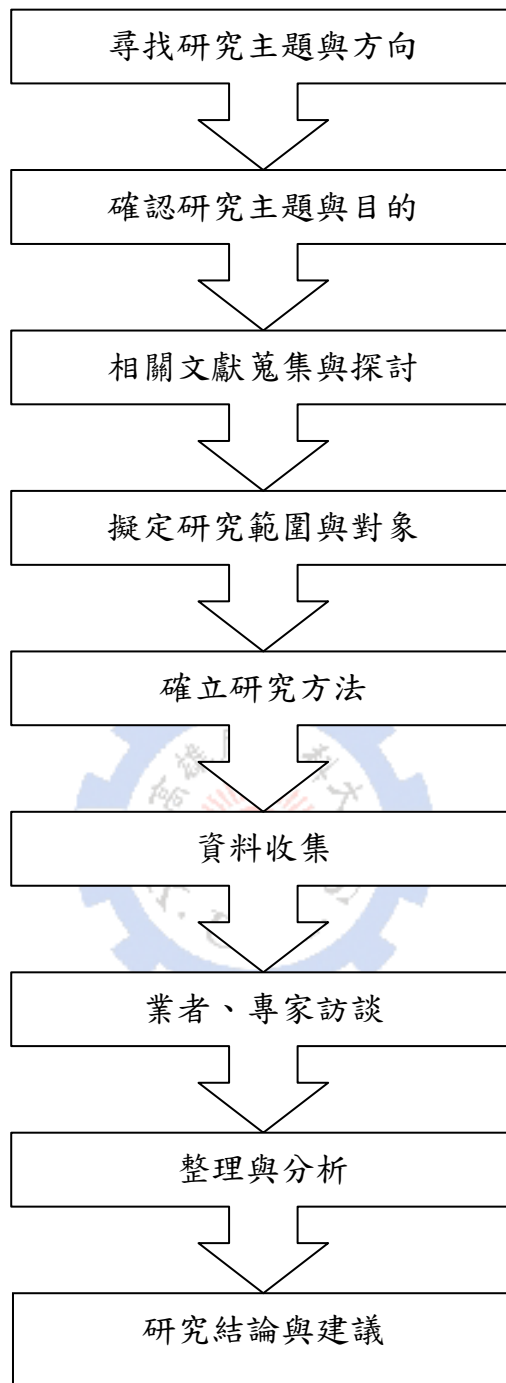 尋找研究主題與方向
確認研究主題與目的
相關文獻蒐集與探討
擬定研究範圍與對象
確立研究方法
資料收集
業者、專家訪談
整理與分析
研究結論與建議